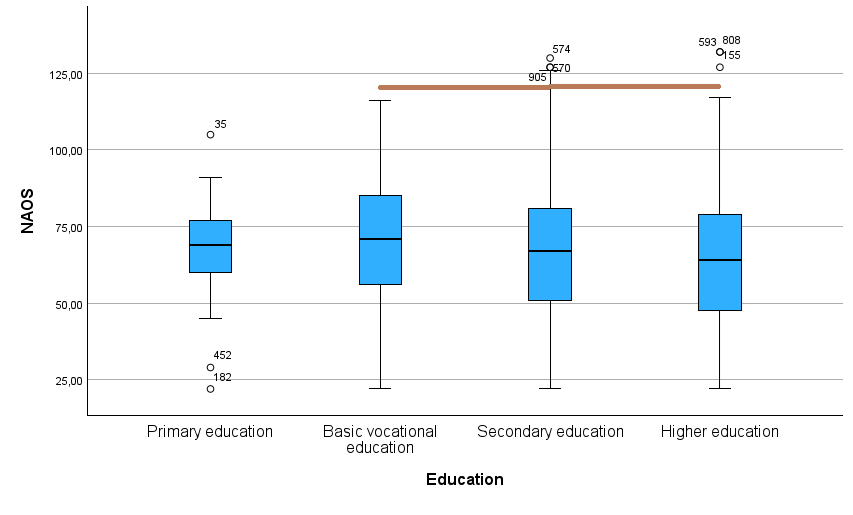 574
593 808
155
570
905
125,00
35
100,00
75,00
50,00
452
182
25,00
NAOS
Primary education
Basic vocational
education
Secondary education
Higher education
Education